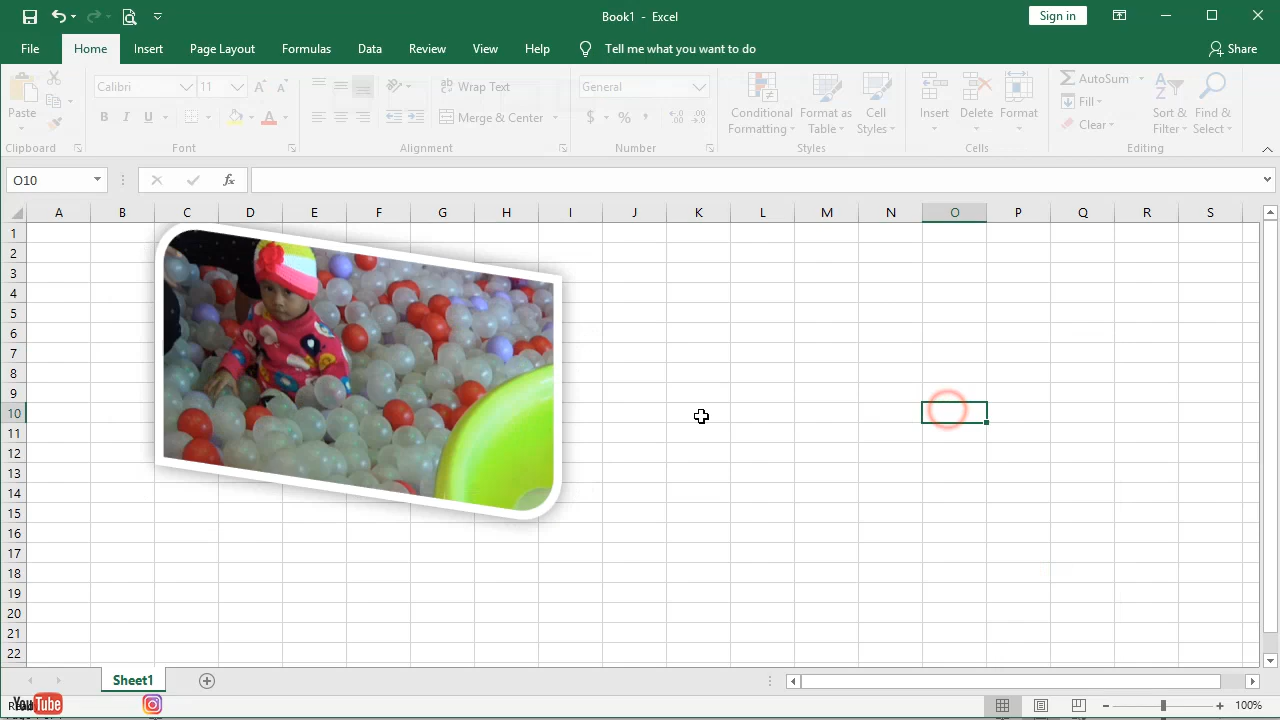 Book1 - Excel
Sign in
File Home Insert Page Layout Formulas Data Review View Help Tell me what you want to do Share
Paste
Clipboard
Calibri 11
B I U A
Font
Wrap Text
Merge & Center
Alignment
General
$ % ,
Number
Conditional Formatting
Format as Table
Cell Styles
Styles
Insert Delete Format
Cells
AutoSum
Fill
Clear
Sort & Filter
Find & Select
Editing
O10 fx
A B C D E F G H I J K L M N O P Q R S
1
2
3
4
5
6
7
8
9
10
11
12
13
14
15
16
17
18
19
20
21
22
Sheet1
YouTube
100%